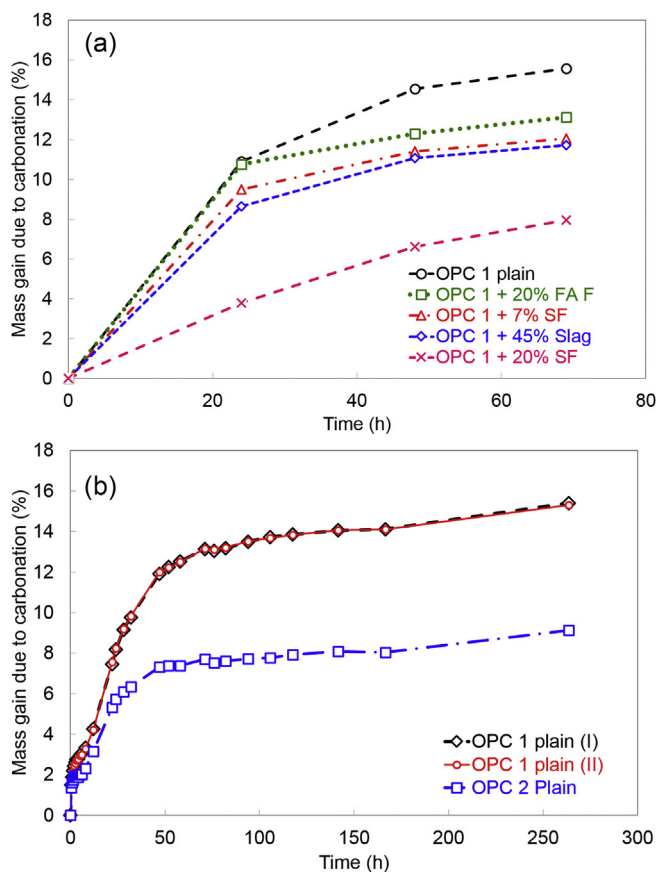 (a)
Mass gain due to carbonation (%)
18
16
14
12
10
8
6
4
2
0
OPC 1 plain
OPC 1 + 20% FA F
OPC 1 + 7% SF
OPC 1 + 45% Slag
OPC 1 + 20% SF
0 20 40 60 80
Time (h)
(b)
Mass gain due to carbonation (%)
18
16
14
12
10
8
6
4
2
0
OPC 1 plain (I)
OPC 1 plain (II)
OPC 2 Plain
0 50 100 150 200 250 300
Time (h)